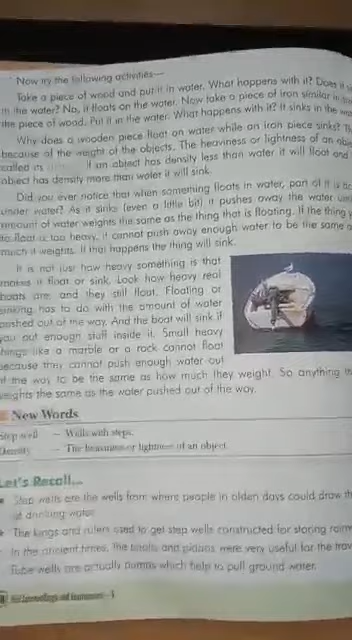 Now try the following activities—
Take a piece of wood and put it in water. What happens with it? Does it
in the water? No, it floats on the water. Now take a piece of iron similar in
the piece of wood. Put it in the water. What happens with it? It sinks in the
Why does a wooden piece float on water while an iron piece sinks?
because of the weight of the objects. The heaviness or lightness of an
called its If an object has density less than water it will float and
object has density more than water it will sink.
Did you ever notice that when something floats in water, part of it is
under water? As it sinks (even a little bit) it pushes away the water
amount of water weighs the same as the thing that is floating. If the thing
to float is too heavy, it cannot push away enough water to be the same
much it weighs. If that happens the thing will sink.
It is not just how heavy something is that
makes it float or sink. Look how heavy real
boats are and they still float. Floating or
sinking has to do with the amount of water
pushed out of the way. And the boat will sink if
you put enough stuff inside it. Small heavy
things like a marble or a rock cannot float
because they cannot push enough water out
of the way to be the same as how much they weight. So anything
weighs the same as the water pushed out of the way.
New Words
Step well – Wells with steps.
Density – The heaviness or lightness of an object.
Let's Recall...
Step wells are the wells from where people in olden days could draw
of drinking water.
The kings and rulers used to get step wells constructed for storing
In the ancient times, the and were very useful for the
Tube wells are actually pumps which help to pull ground water.